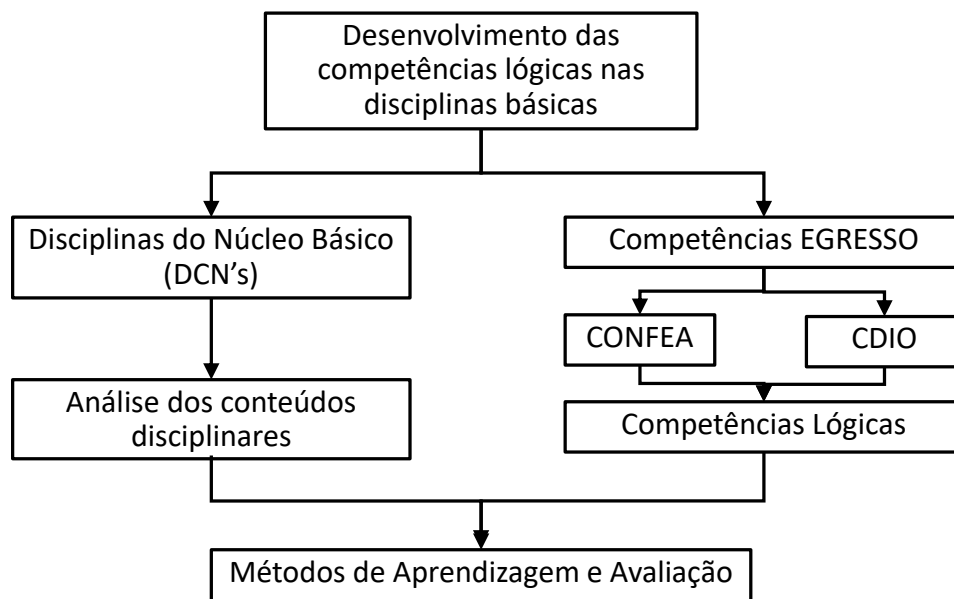 Desenvolvimento das
competências lógicas nas
disciplinas básicas
Disciplinas do Núcleo Básico
(DCN’s)
Competências EGRESSO
CONFEA
CDIO
Análise dos conteúdos
disciplinares
Competências Lógicas
Métodos de Aprendizagem e Avaliação